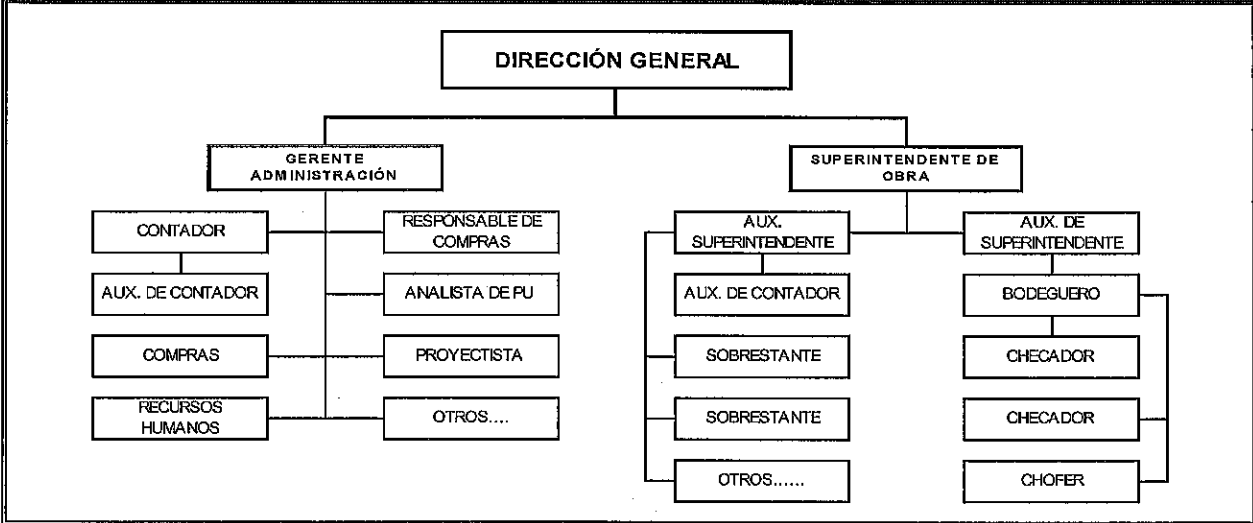 DIRECCIÓN GENERAL
GERENTE
ADMINISTRACIÓN
SUPERINTENDENTE DE
OBRA
CONTADOR
RESPONSABLE DE
COMPRAS
AUX. DE CONTADOR
ANALISTA DE PU
COMPRAS
PROYECTISTA
RECURSOS
HUMANOS
OTROS....
AUX.
SUPERINTENDENTE
AUX. DE
SUPERINTENDENTE
AUX. DE CONTADOR
BODEGUERO
SOBRESTANTE
CHECADOR
SOBRESTANTE
CHECADOR
OTROS......
CHOFER